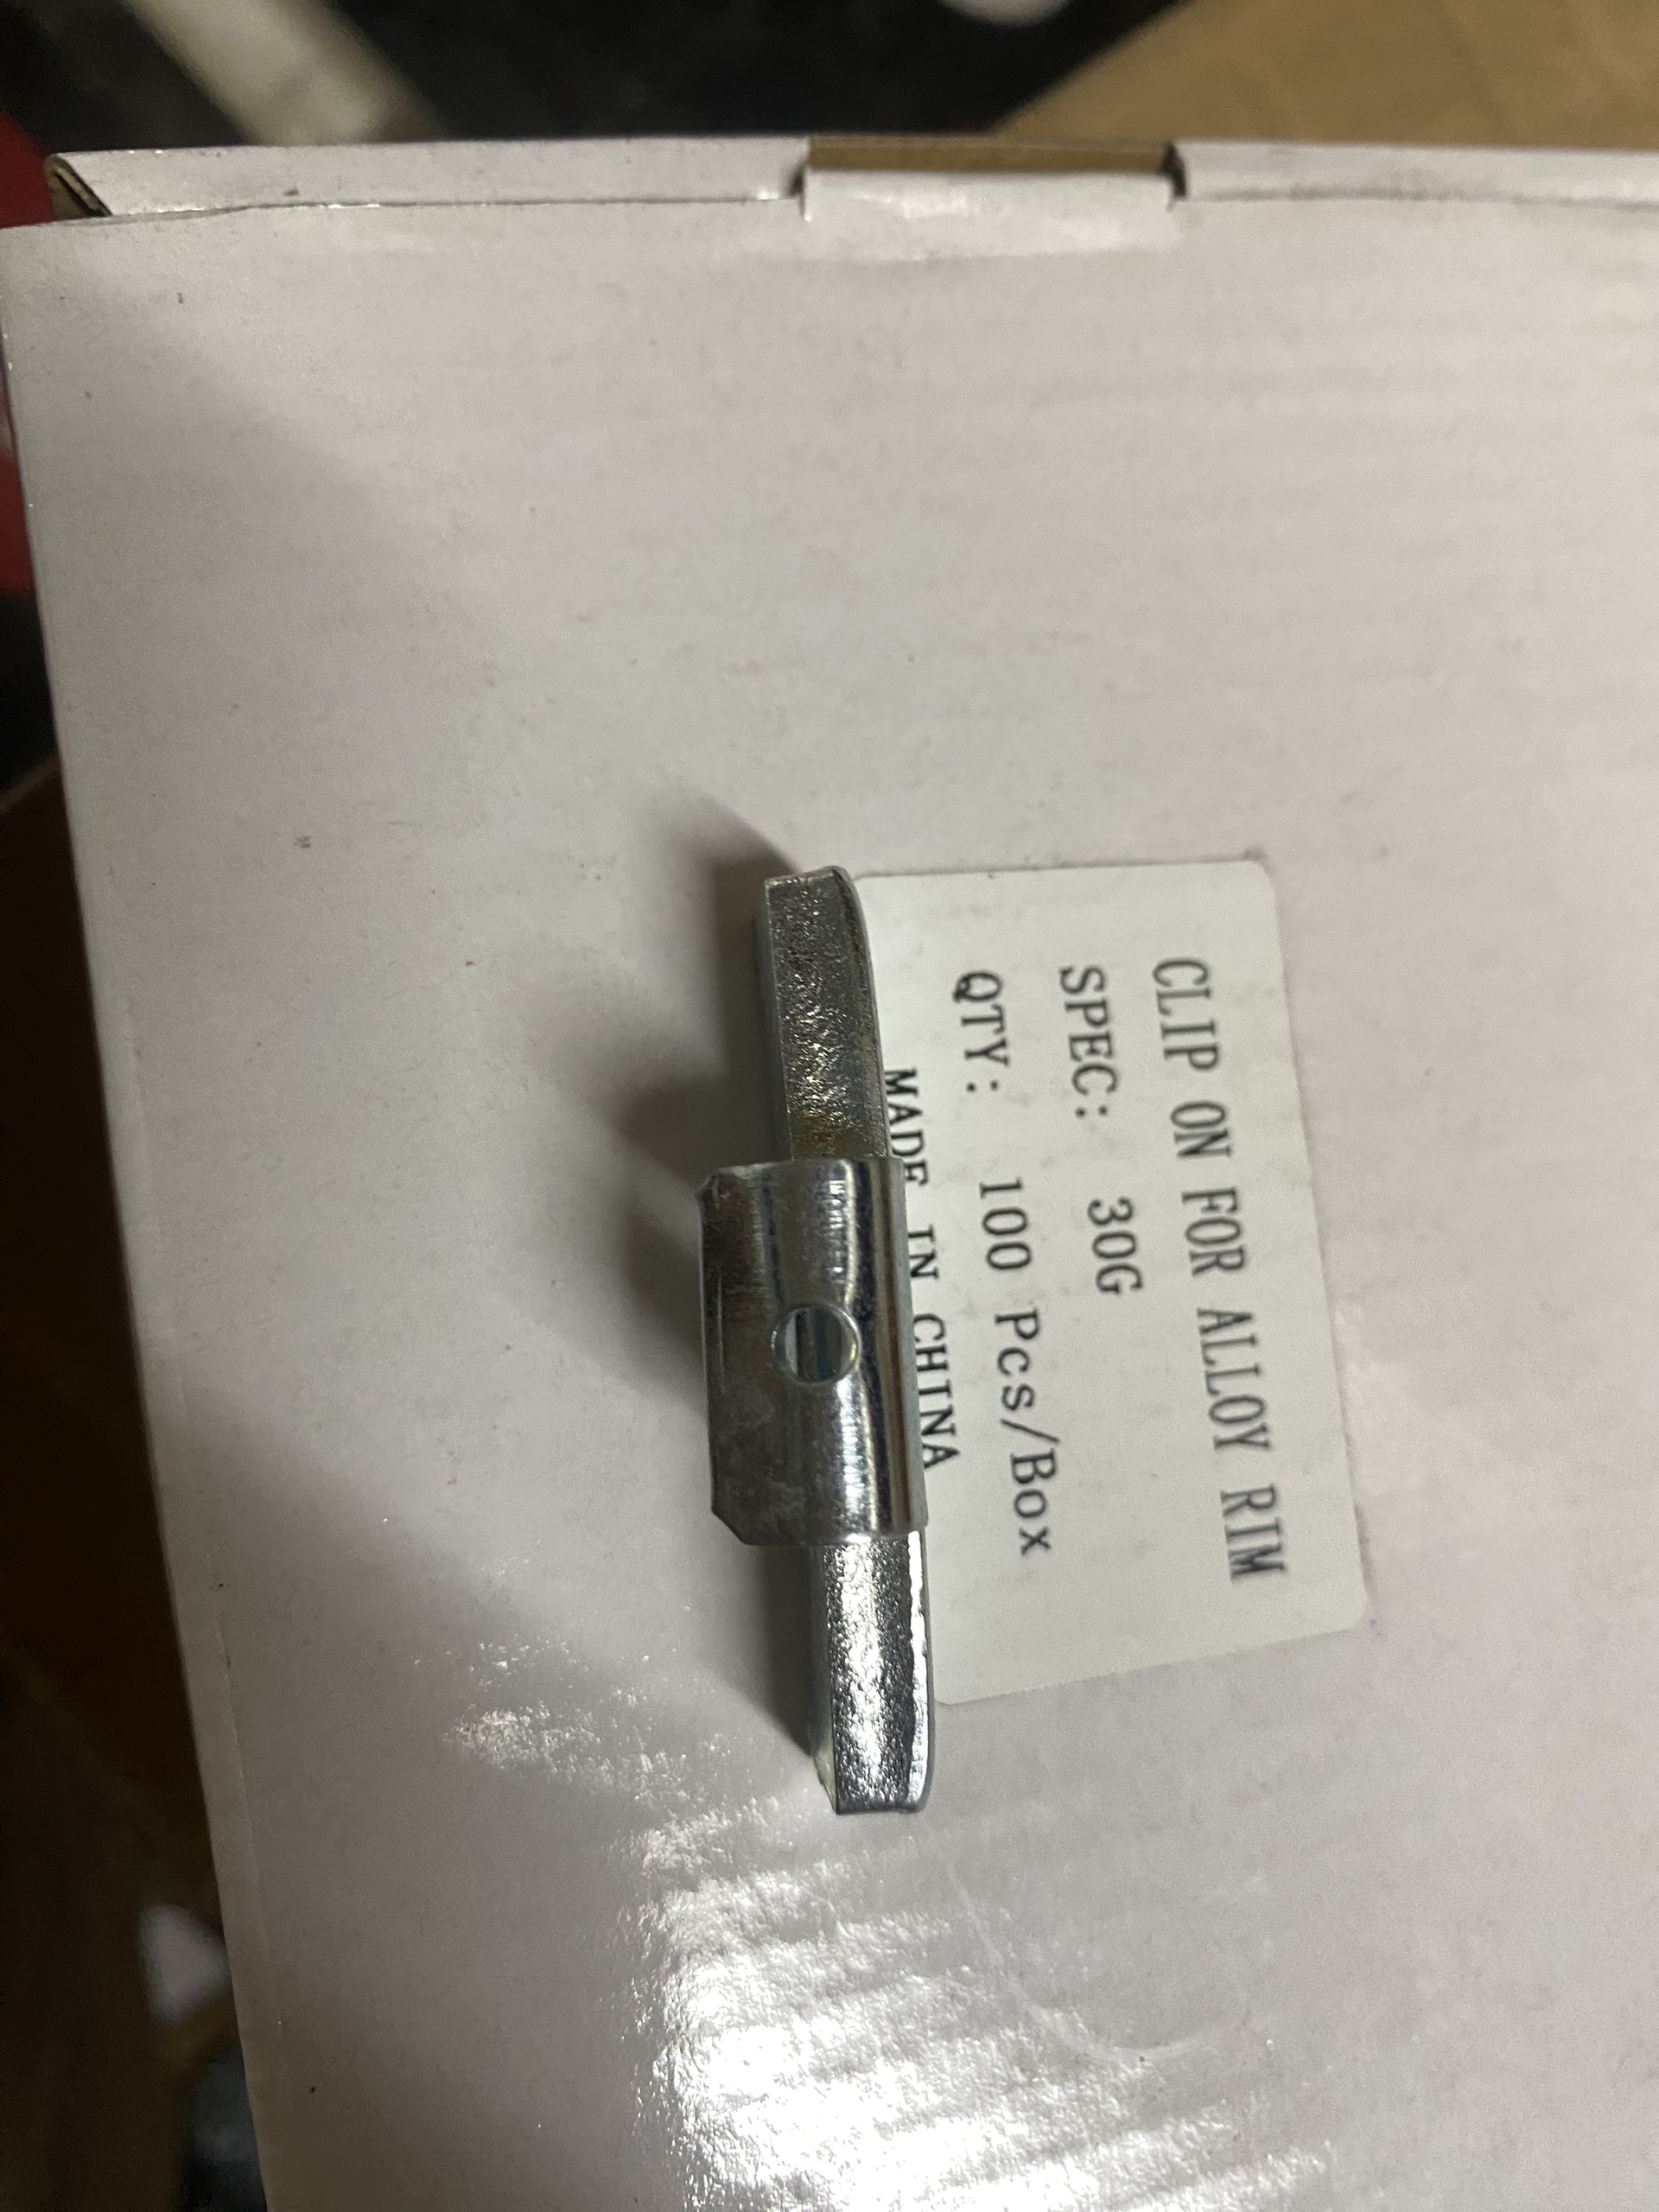 CLIP ON FOR ALLOY RIM
SPEC: 30G
QTY: 100 Pcs/Box
MADE IN CHINA